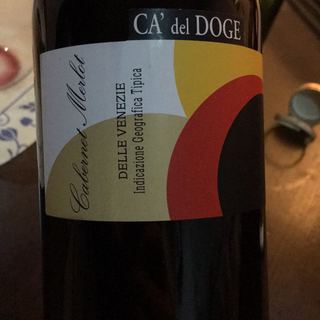 CA' del DOGE
Cabernet Merlot
DELLE VENEZIE
Indicazione Geografica Tipica